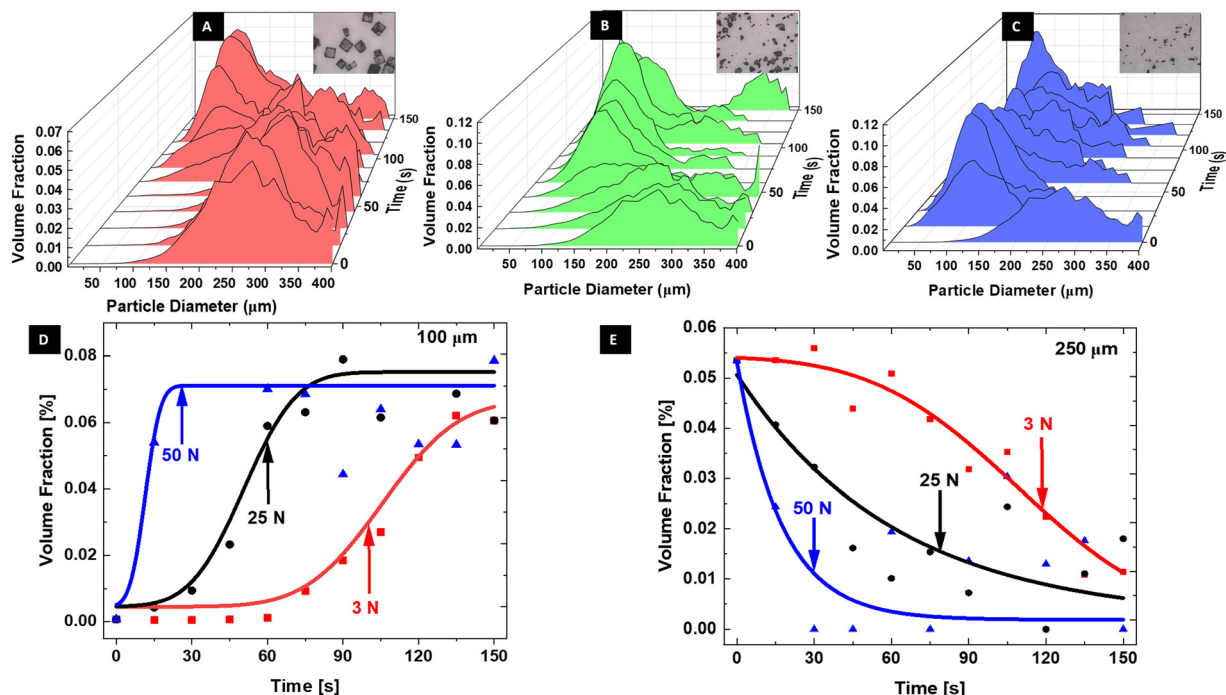 A
B
C
Volume Fraction
0.07
0.06
0.05
0.04
0.03
0.02
0.01
0.00
50 100 150 200 250 300 350 400
Particle Diameter (μm)
0
50
100
150
Time (s)
Volume Fraction
0.12
0.10
0.08
0.06
0.04
0.02
0.00
50 100 150 200 250 300 350 400
Particle Diameter (μm)
0
50
100
150
Time (s)
Volume Fraction
0.12
0.10
0.08
0.06
0.04
0.02
0.00
50 100 150 200 250 300 350 400
Particle Diameter (μm)
0
50
100
150
Time (s)
D
100 μm
Volume Fraction [%]
0.08
0.06
0.04
0.02
0.00
50 N
25 N
3 N
0 30 60 90 120 150
Time [s]
E
250 μm
Volume Fraction [%]
0.06
0.05
0.04
0.03
0.02
0.01
0.00
3 N
25 N
50 N
0 30 60 90 120 150
Time [s]